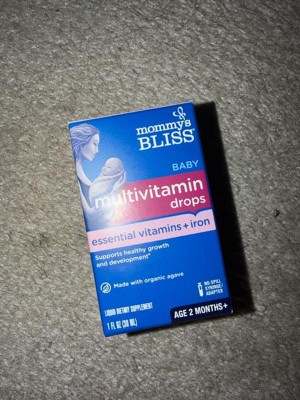 mommy's
BLISS
BABY
multivitamin
drops
essential vitamins + iron
Supports healthy growth
and development*
Made with organic agave
NO SPILL
SYRINGE/
ADAPTER
LIQUID DIETARY SUPPLEMENT
1 FL OZ (30 mL)
AGE 2 MONTHS+